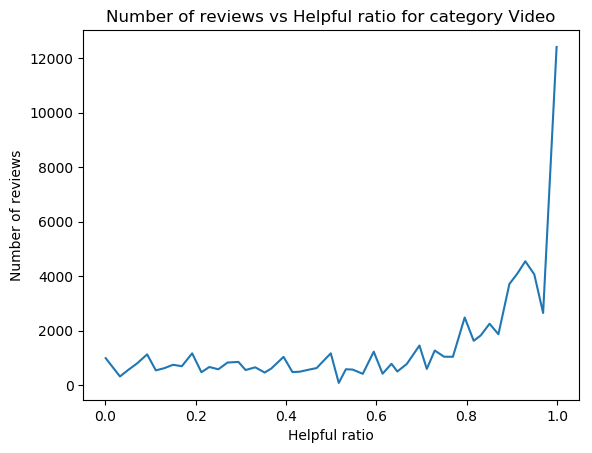 Number of reviews vs Helpful ratio for category Video
12000
10000
8000
6000
4000
2000
0
Number of reviews
0.0 0.2 0.4 0.6 0.8 1.0
Helpful ratio